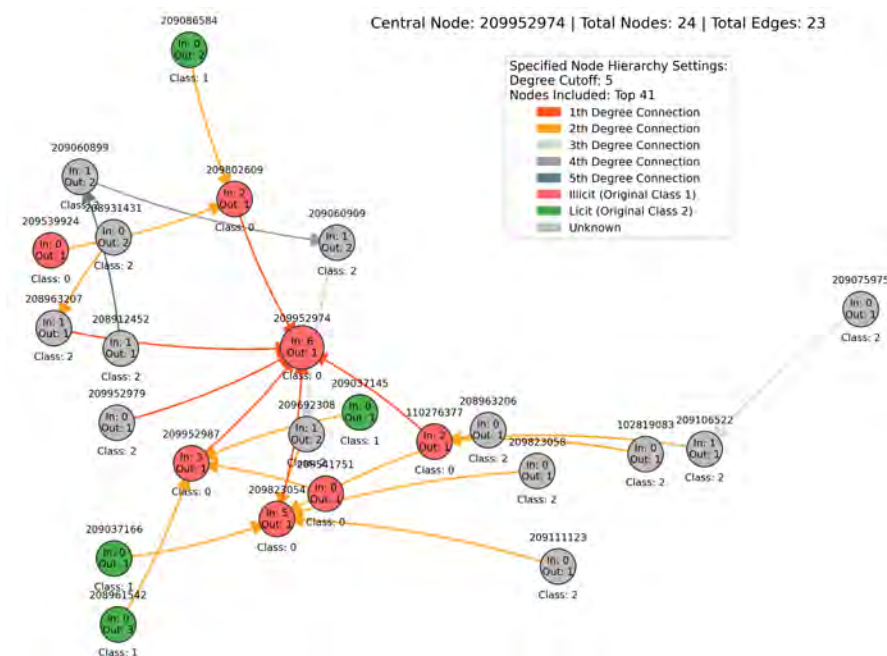 Central Node: 209952974 | Total Nodes: 24 | Total Edges: 23
Specified Node Hierarchy Settings:
Degree Cutoff: 5
Nodes Included: Top 41
1th Degree Connection
2th Degree Connection
3th Degree Connection
4th Degree Connection
5th Degree Connection
Illicit (Original Class 1)
Licit (Original Class 2)
Unknown
209086584
In: 0
Out: 2
Class: 1
209060899
In: 1
Out: 2
209802609
In: 2
Out: 1
Class: 0
208931431
In: 0
Out: 2
Class: 2
209539924
In: 0
Out: 1
Class: 0
209060909
In: 1
Out: 2
Class: 2
208963207
In: 1
Out: 1
Class: 2
208912452
In: 1
Out: 1
Class: 2
209952974
In: 6
Out: 1
Class: 0
209075975
In: 0
Out: 1
Class: 2
209952979
In: 0
Out: 1
Class: 2
209037145
In: 0
Out: 1
Class: 1
209692308
In: 1
Out: 2
110276377
In: 2
Out: 1
Class: 0
208963206
In: 0
Out: 1
Class: 2
102819083
In: 0
Out: 1
Class: 2
209106522
In: 1
Out: 1
Class: 2
209952987
In: 3
Out: 1
Class: 0
209823058
In: 0
Out: 1
Class: 2
209541751
In: 0
Out: 1
Class: 0
209823054
In: 5
Out: 1
Class: 0
209037166
In: 0
Out: 1
Class: 1
209111123
In: 0
Out: 1
Class: 2
208961542
In: 0
Out: 3
Class: 1